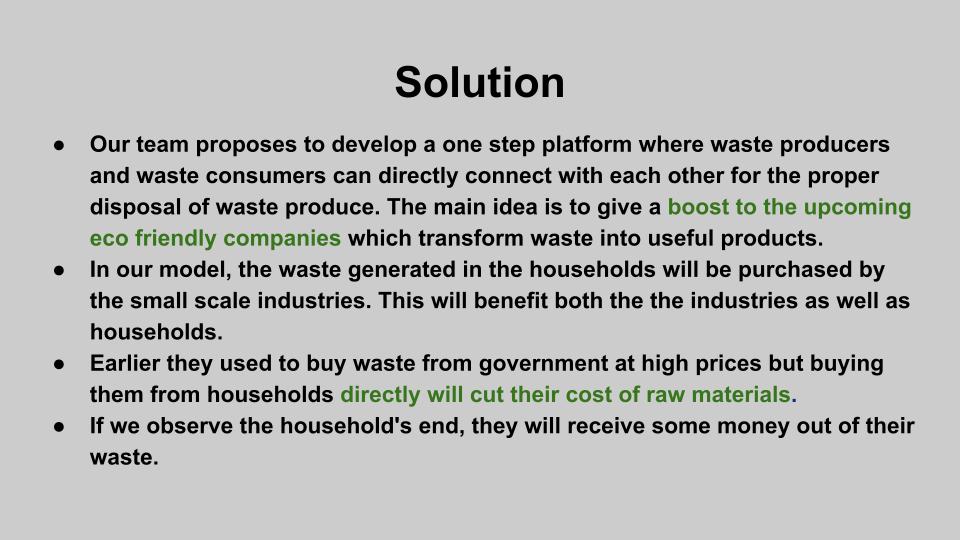 Solution
● Our team proposes to develop a one step platform where waste producers
and waste consumers can directly connect with each other for the proper
disposal of waste produce. The main idea is to give a boost to the upcoming
eco friendly companies which transform waste into useful products.
● In our model, the waste generated in the households will be purchased by
the small scale industries. This will benefit both the the industries as well as
households.
● Earlier they used to buy waste from government at high prices but buying
them from households directly will cut their cost of raw materials.
● If we observe the household's end, they will receive some money out of their
waste.